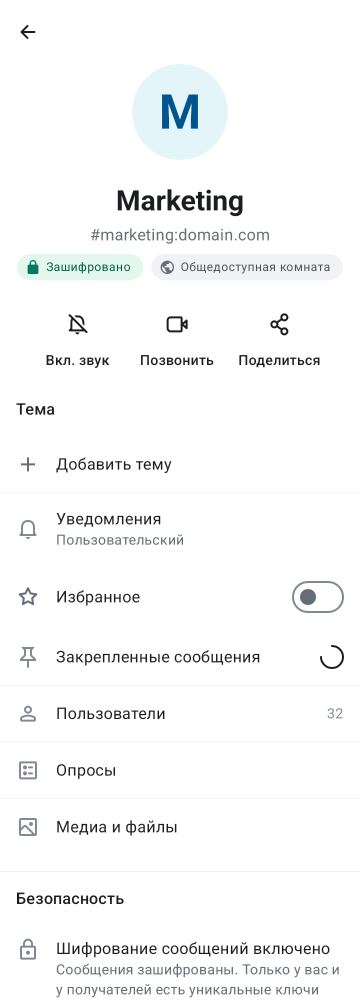 M
Marketing
#marketing:domain.com
Зашифровано
Общедоступная комната
Вкл. звук
Позвонить
Поделиться
Тема
Добавить тему
Уведомления
Пользовательский
Избранное
Закрепленные сообщения
Пользователи
32
Опросы
Медиа и файлы
Безопасность
Шифрование сообщений включено
Сообщения зашифрованы. Только у вас и
у получателей есть уникальные ключи